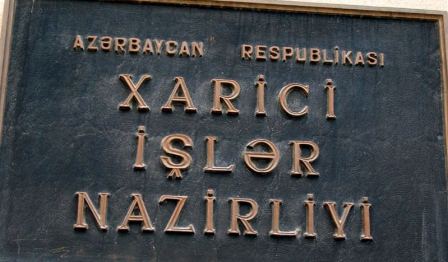 AZƏRBAYCAN RESPUBLİKASI
XARİCİ
İŞLƏR
NAZİRLİYİ